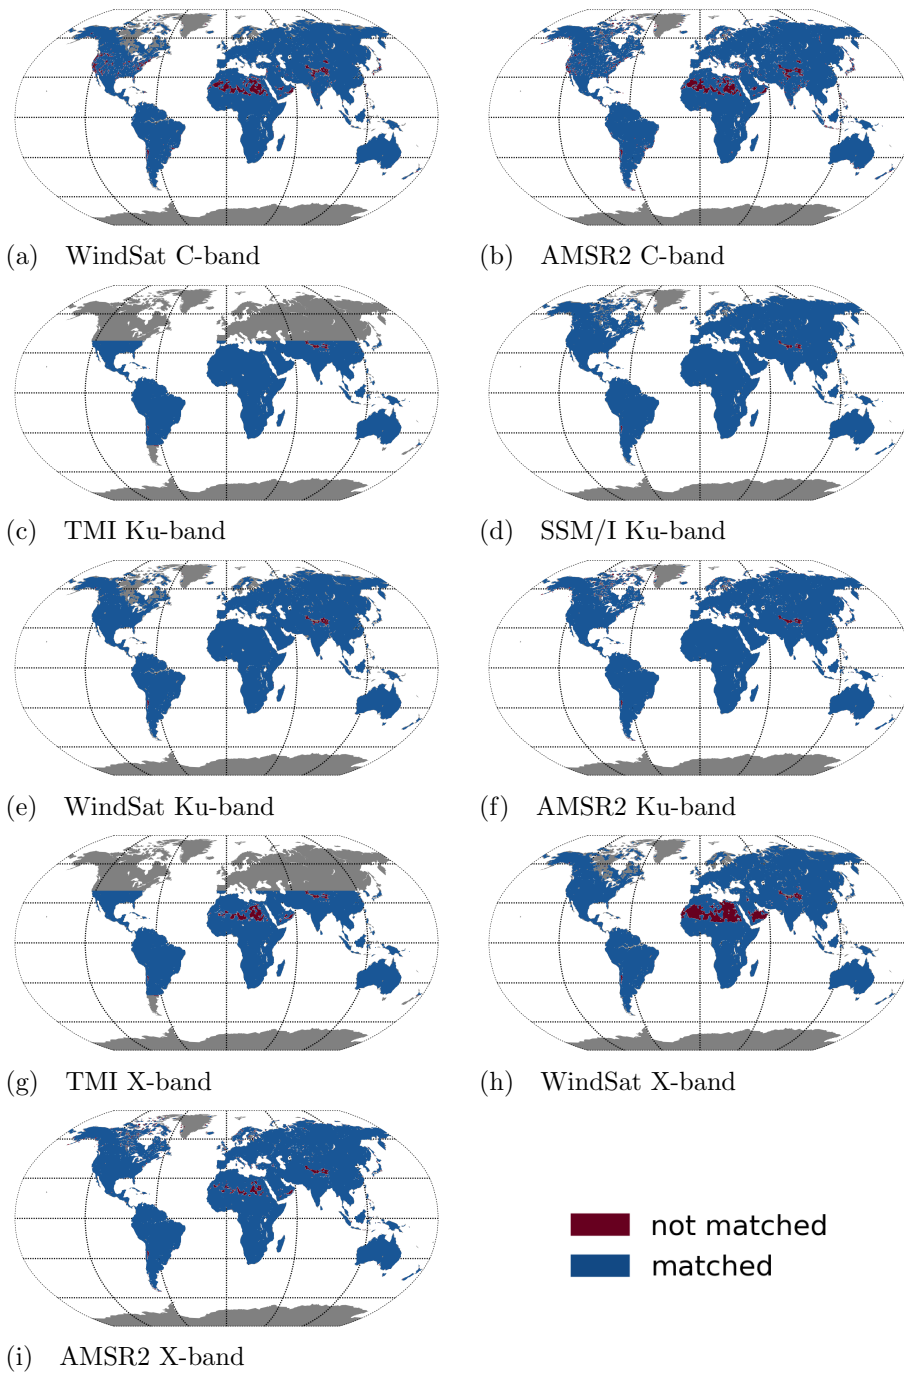 (a) WindSat C-band
(b) AMSR2 C-band
(c) TMI Ku-band
(d) SSM/I Ku-band
(e) WindSat Ku-band
(f) AMSR2 Ku-band
(g) TMI X-band
(h) WindSat X-band
not matched
matched
(i) AMSR2 X-band